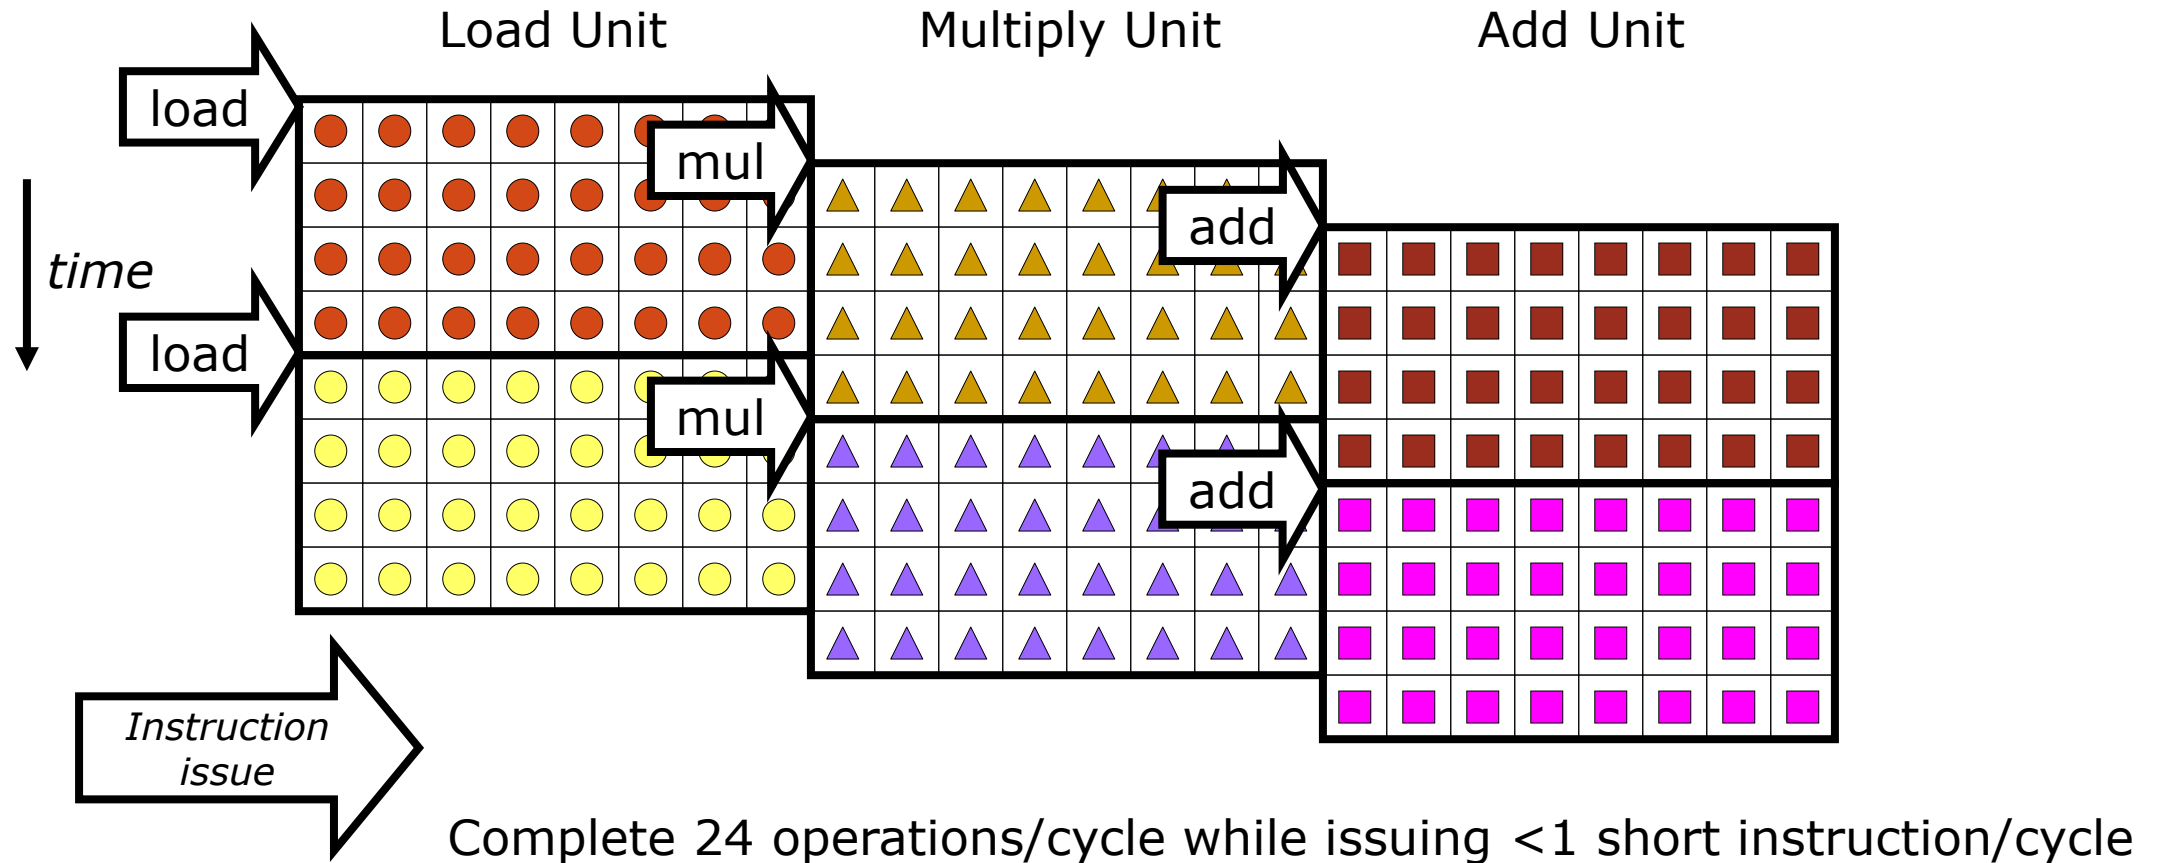 Load Unit
Multiply Unit
Add Unit
load
mul
add
time
load
mul
add
Instruction
issue
Complete 24 operations/cycle while issuing <1 short instruction/cycle